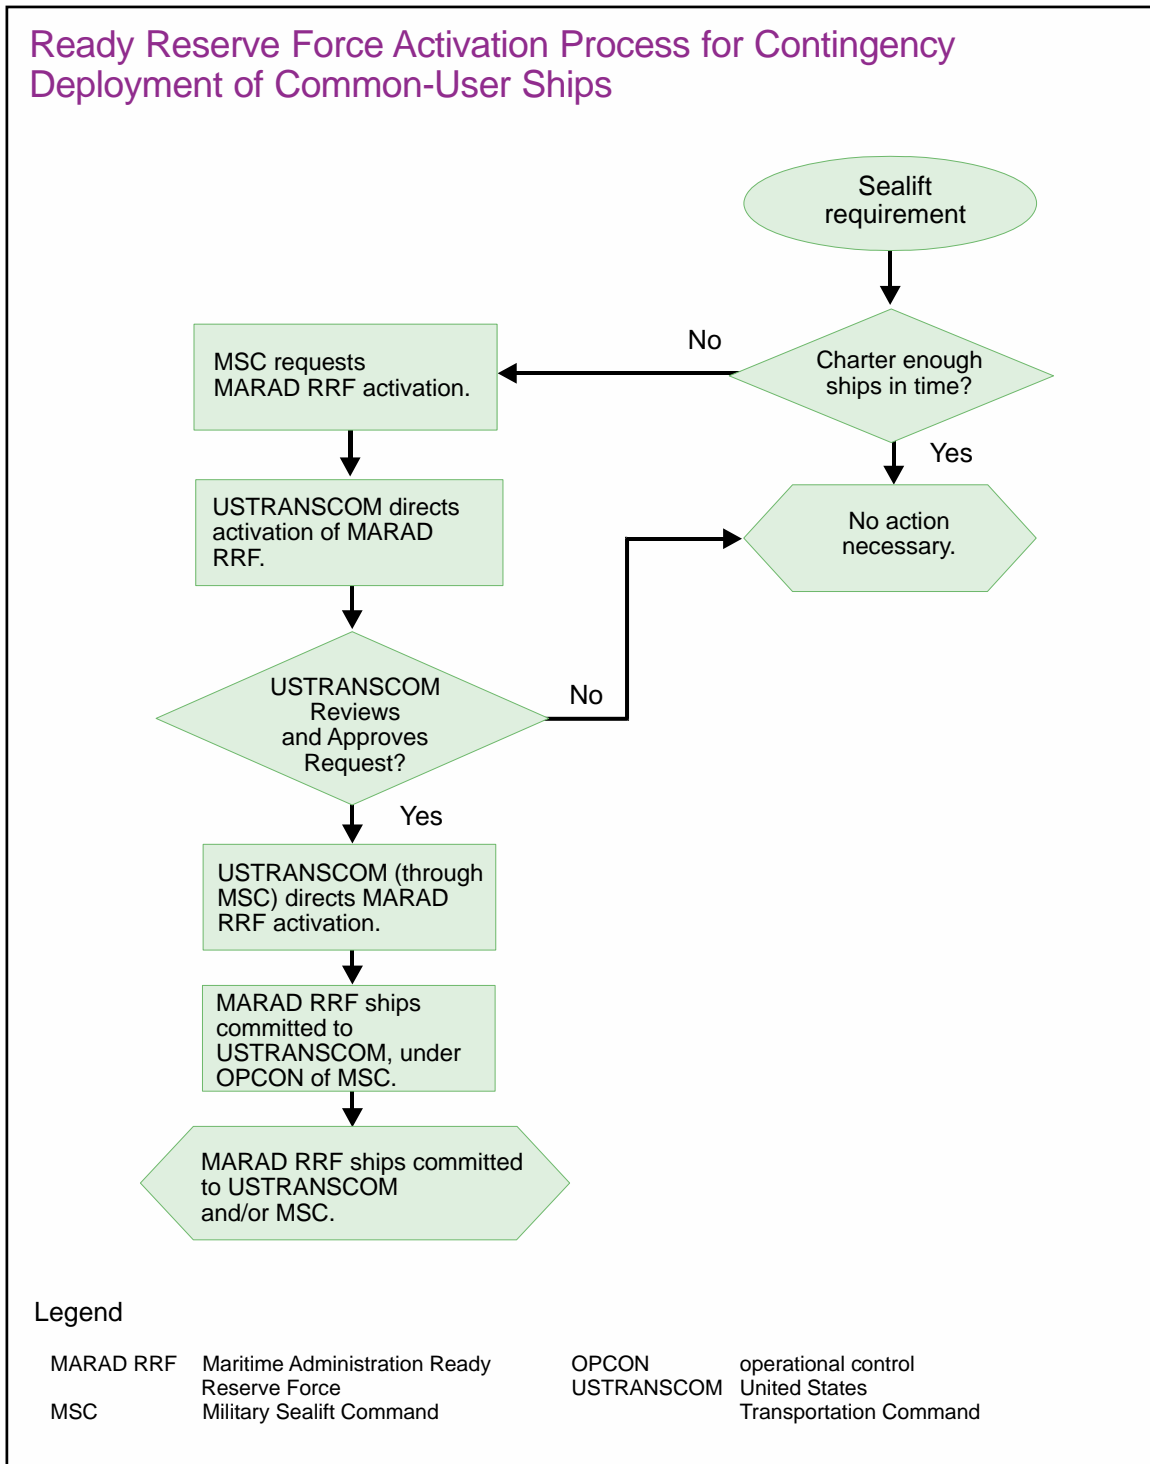 Ready Reserve Force Activation Process for Contingency
Deployment of Common-User Ships
Sealift
requirement
Charter enough
ships in time?
No
Yes
MSC requests
MARAD RRF activation.
USTRANSCOM directs
activation of MARAD
RRF.
No action
necessary.
USTRANSCOM
Reviews
and Approves
Request?
No
Yes
USTRANSCOM (through
MSC) directs MARAD
RRF activation.
MARAD RRF ships
committed to
USTRANSCOM, under
OPCON of MSC.
MARAD RRF ships committed
to USTRANSCOM
and/or MSC.
Legend
MARAD RRF Maritime Administration Ready
Reserve Force
MSC Military Sealift Command
OPCON operational control
USTRANSCOM United States
Transportation Command